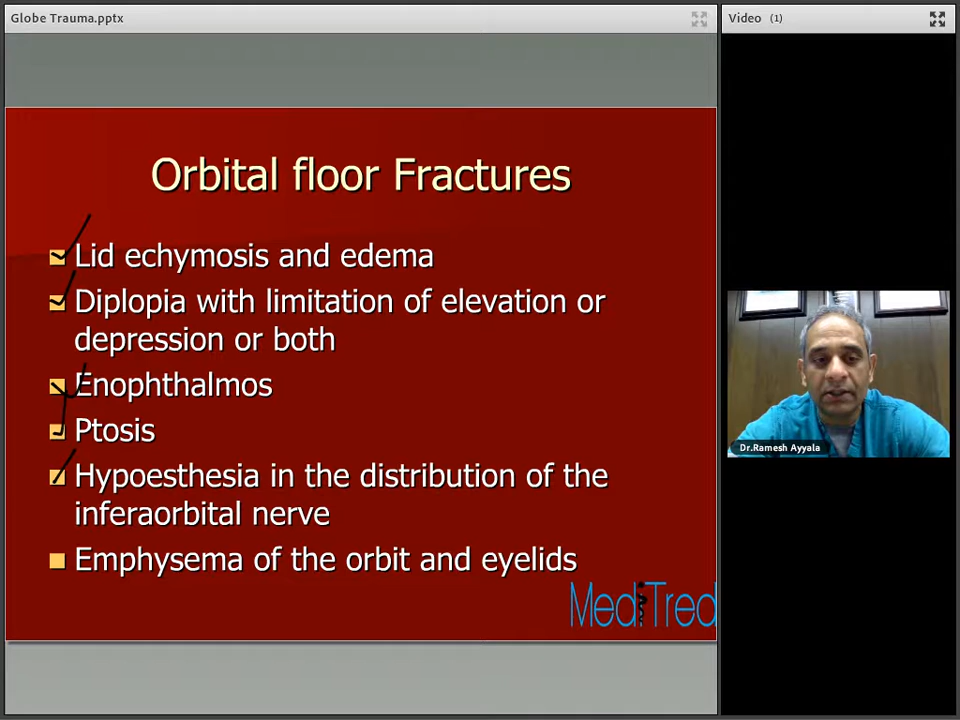 Globe Trauma.pptx
Video (1)
Orbital floor Fractures
Lid echymosis and edema
Diplopia with limitation of elevation or
depression or both
Enophthalmos
Ptosis
Hypoesthesia in the distribution of the
inferaorbital nerve
Emphysema of the orbit and eyelids
MediTred
Dr.Ramesh Ayyala